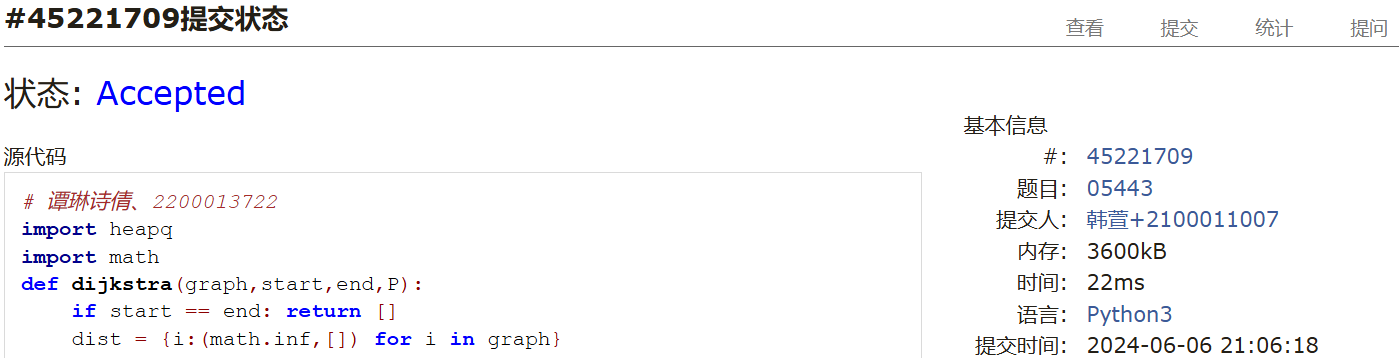 #45221709提交状态
查看
提交
统计
提问
状态: Accepted
源代码
# 谭琳诗倩、2200013722
import heapq
import math
def dijkstra(graph,start,end,P):
    if start == end: return []
    dist = {i:(math.inf,[]) for i in graph}
基本信息
#: 45221709
题目: 05443
提交人: 韩萱+2100011007
内存: 3600kB
时间: 22ms
语言: Python3
提交时间: 2024-06-06 21:06:18